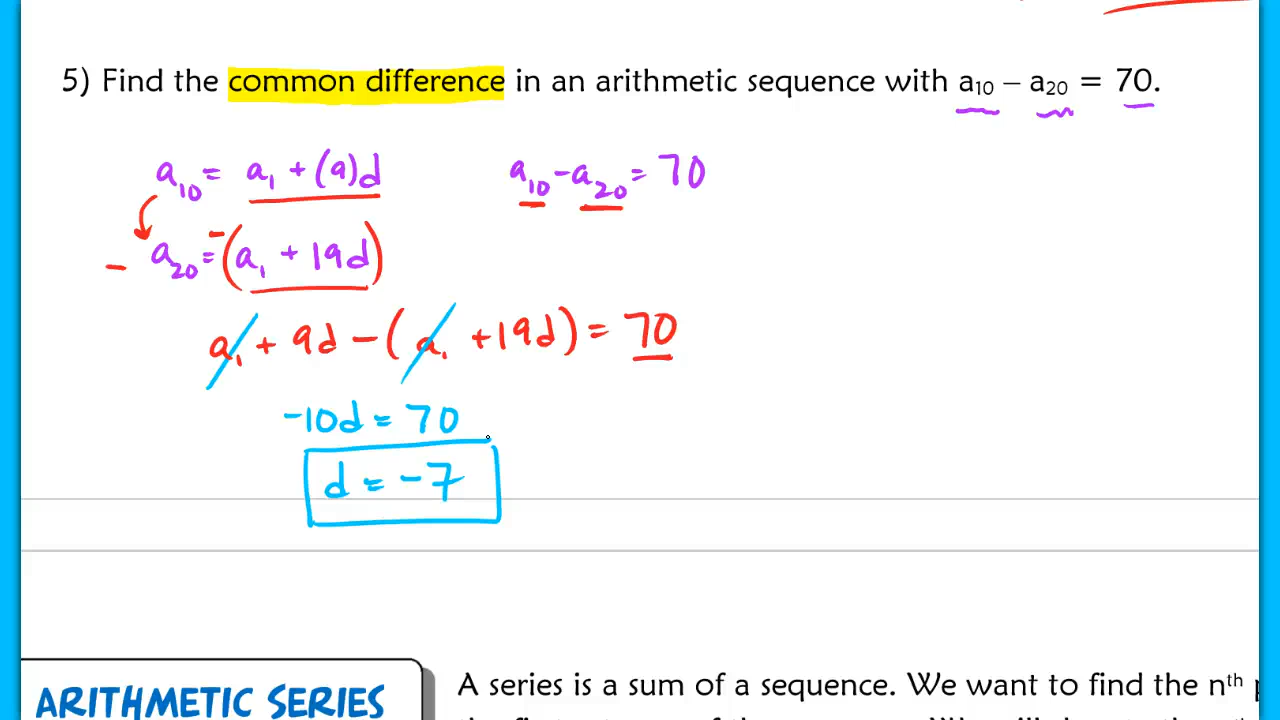 5) Find the common difference in an arithmetic sequence with a₁₀ – a₂₀ = 70.
a₁₀ = a₁ + (9)d
a₁₀ - a₂₀ = 70
- a₂₀ = -(a₁ + 19d)
a₁ + 9d - (a₁ + 19d) = 70
-10d = 70
d = -7
ARITHMETIC SERIES
A series is a sum of a sequence. We want to find the nᵗʰ